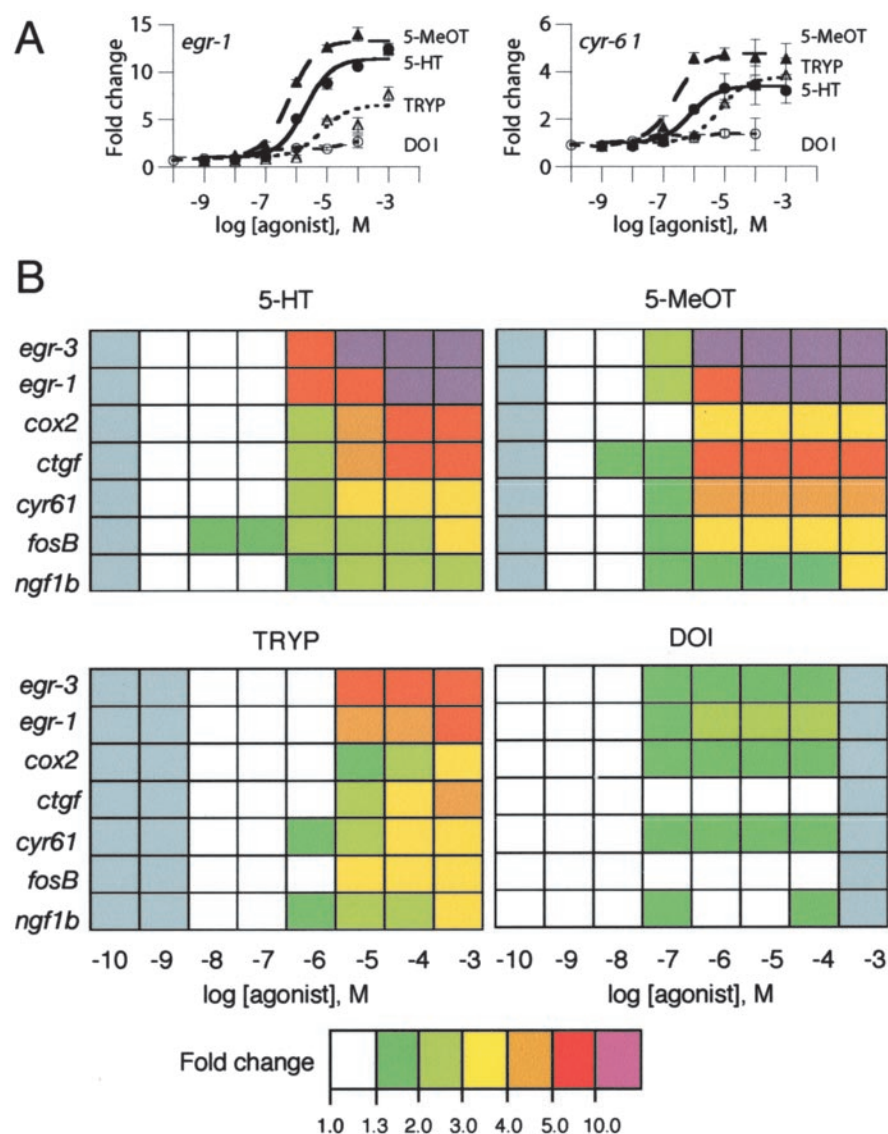 A
egr-1
Fold change
15
10
5
0
-9 -7 -5 -3
log [agonist], M
5-MeOT
5-HT
TRYP
DOI
cyr-61
Fold change
6
4
2
0
-9 -7 -5 -3
log [agonist], M
5-MeOT
TRYP
5-HT
DOI
B
5-HT
5-MeOT
egr-3
egr-1
cox2
ctgf
cyr61
fosB
ngf1b
TRYP
DOI
egr-3
egr-1
cox2
ctgf
cyr61
fosB
ngf1b
-10 -9 -8 -7 -6 -5 -4 -3
log [agonist], M
-10 -9 -8 -7 -6 -5 -4 -3
log [agonist], M
Fold change
1.0 1.3 2.0 3.0 4.0 5.0 10.0